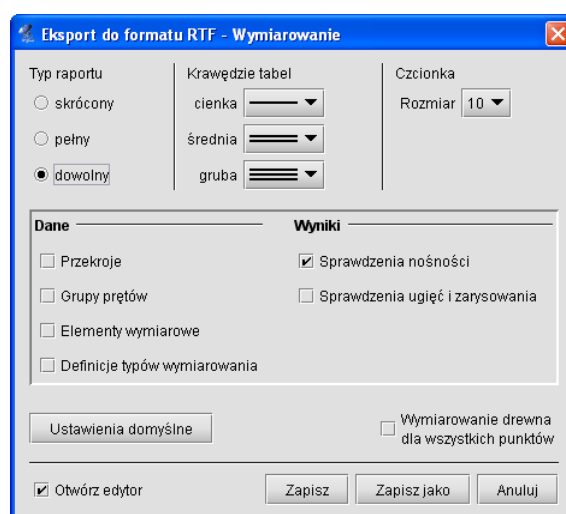 Eksport do formatu RTF - Wymiarowanie
Typ raportu
skrócony
pełny
dowolny
Krawędzie tabel
cienka
średnia
gruba
Czcionka
Rozmiar 10
Dane
Przekroje
Grupy prętów
Elementy wymiarowe
Definicje typów wymiarowania
Wyniki
Sprawdzenia nośności
Sprawdzenia ugięć i zarysowania
Ustawienia domyślne
Wymiarowanie drewna
dla wszystkich punktów
Otwórz edytor
Zapisz
Zapisz jako
Anuluj